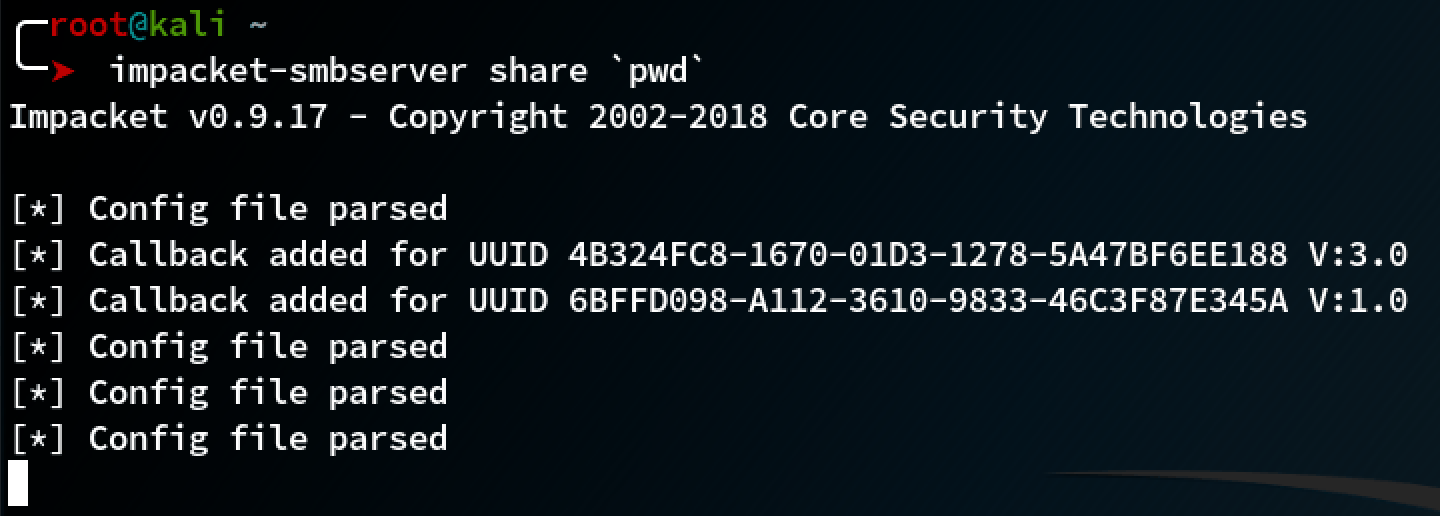 root@kali ~
➤ impacket-smbserver share `pwd`
Impacket v0.9.17 - Copyright 2002-2018 Core Security Technologies
[*] Config file parsed
[*] Callback added for UUID 4B324FC8-1670-01D3-1278-5A47BF6EE188 V:3.0
[*] Callback added for UUID 6BFFD098-A112-3610-9833-46C3F87E345A V:1.0
[*] Config file parsed
[*] Config file parsed
[*] Config file parsed